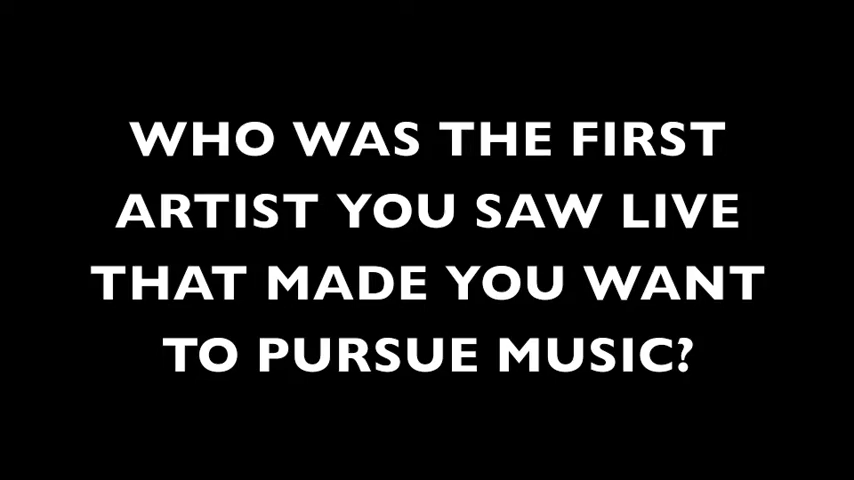 WHO WAS THE FIRST
ARTIST YOU SAW LIVE
THAT MADE YOU WANT
TO PURSUE MUSIC?